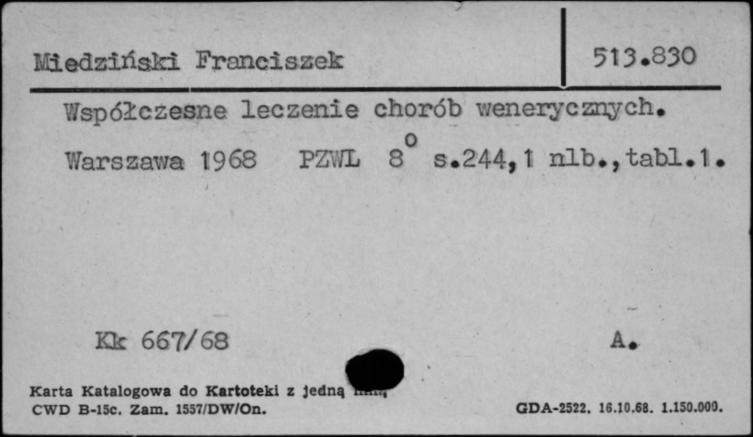 Miedziński Franciszek 513.830
Współczesne leczenie chorób wenerycznych.
Warszawa 1968 PZWL 8° s.244,1 nlb.,tabl.1.
Kk 667/68 A.
Karta Katalogowa do Kartoteki z jedną
CWD B-15c. Zam. 1557/DW/On. GDA-2522. 16.10.68. 1.150.000.